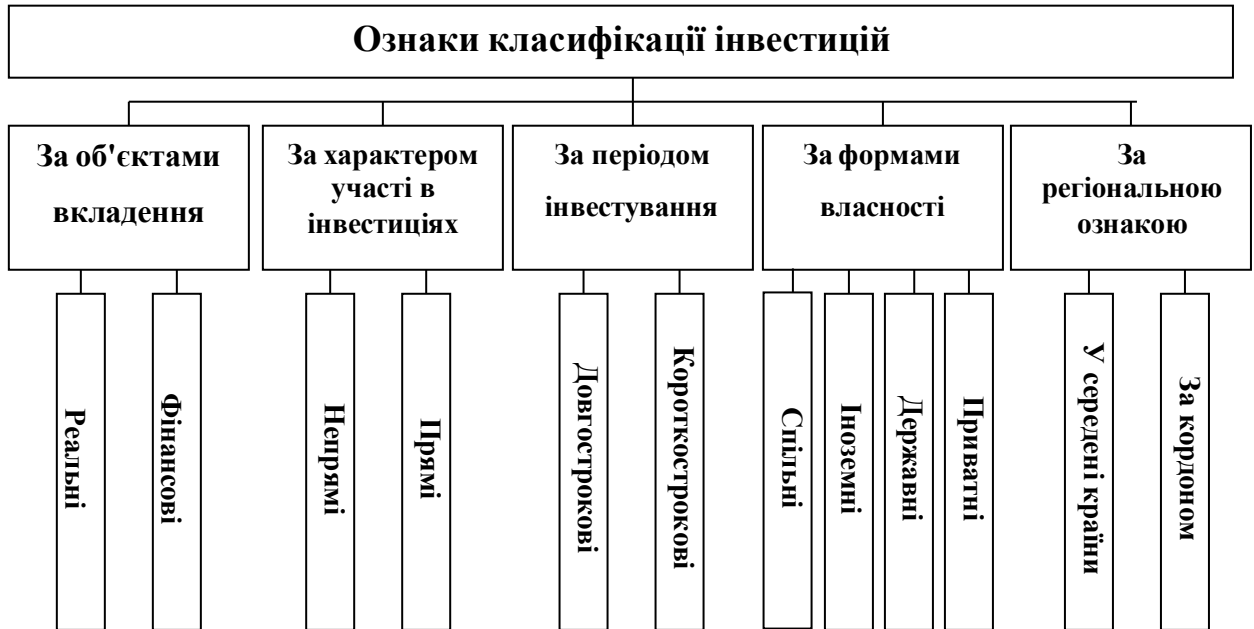 Ознаки класифікації інвестицій
За об'єктами
вкладення
За характером
участі в
інвестиціях
За періодом
інвестування
За формами
власності
За
регіональною
ознакою
Реальні
Фінансові
Непрямі
Прямі
Довгострокові
Короткострокові
Спільні
Іноземні
Державні
Приватні
У середені країни
За кордоном